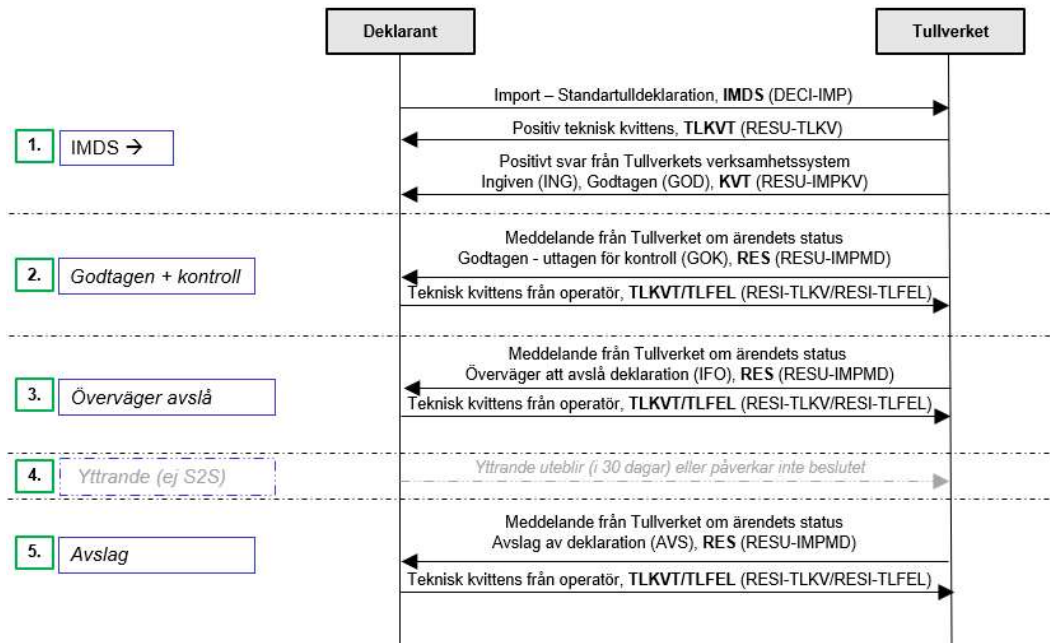 Deklarant
Tullverket
Import – Standartulldeklaration, IMDS (DECI-IMP)
1.
IMDS →
Positiv teknisk kvittens, TLKVT (RESU-TLKV)
Positivt svar från Tullverkets verksamhetssystem
Ingiven (ING), Godtagen (GOD), KVT (RESU-IMPKV)
2.
Godtagen + kontroll
Meddelande från Tullverket om ärendets status
Godtagen - uttagen för kontroll (GOK), RES (RESU-IMPMD)
Teknisk kvittens från operatör, TLKVT/TLFEL (RESI-TLKV/RESI-TLFEL)
3.
Överväger avslå
Meddelande från Tullverket om ärendets status
Överväger att avslå deklaration (IFO), RES (RESU-IMPMD)
Teknisk kvittens från operatör, TLKVT/TLFEL (RESI-TLKV/RESI-TLFEL)
4.
Yttrande (ej S2S)
Yttrande uteblir (i 30 dagar) eller påverkar inte beslutet
5.
Avslag
Meddelande från Tullverket om ärendets status
Avslag av deklaration (AVS), RES (RESU-IMPMD)
Teknisk kvittens från operatör, TLKVT/TLFEL (RESI-TLKV/RESI-TLFEL)